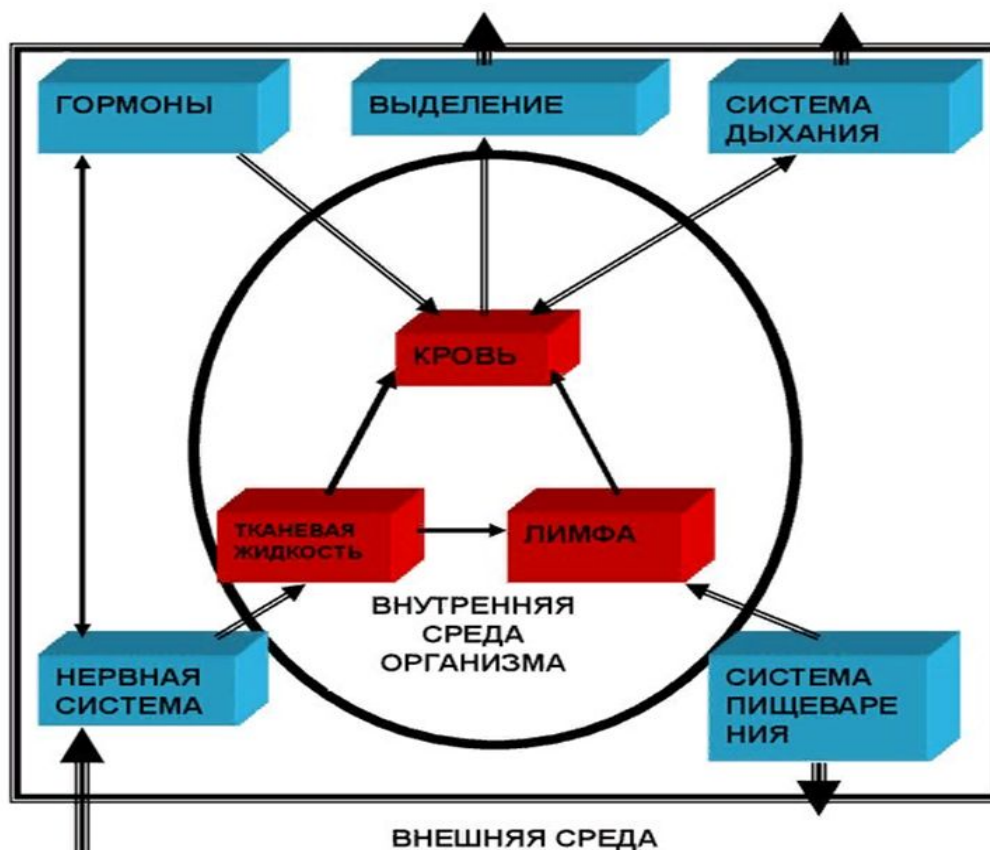 ГОРМОНЫ
ВЫДЕЛЕНИЕ
СИСТЕМА
ДЫХАНИЯ
КРОВЬ
ТКАНЕВАЯ
ЖИДКОСТЬ
ЛИМФА
ВНУТРЕННЯЯ
СРЕДА
ОРГАНИЗМА
НЕРВНАЯ
СИСТЕМА
СИСТЕМА
ПИЩЕВАРЕ
НИЯ
ВНЕШНЯЯ СРЕДА